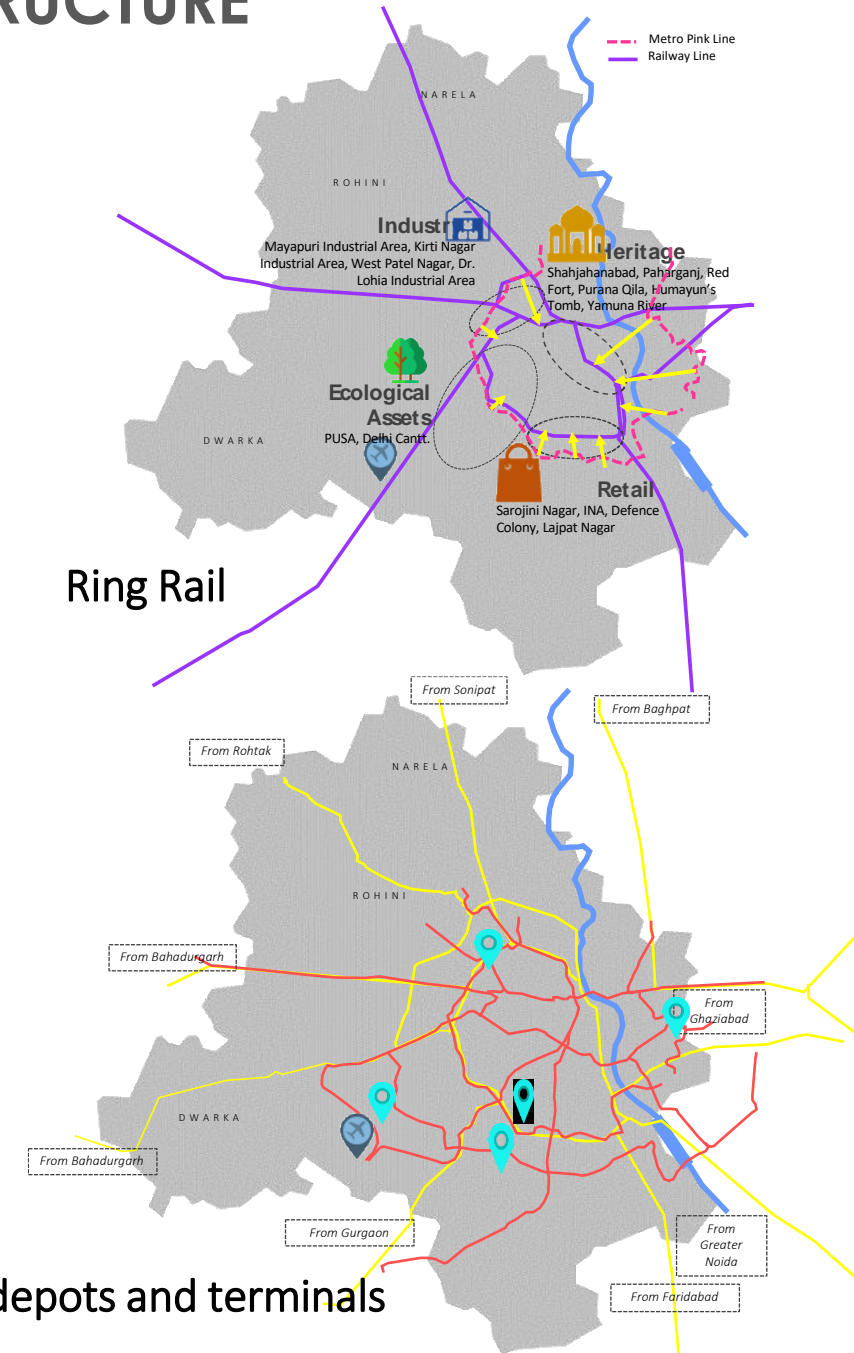 RUCTURE
Metro Pink Line
Railway Line
NARELA
ROHINI
Industr
Mayapuri Industrial Area, Kirti Nagar
Industrial Area, West Patel Nagar, Dr.
Lohia Industrial Area
Heritage
Shahjahanabad, Paharganj, Red
Fort, Purana Qila, Humayun's
Tomb, Yamuna River
Ecological
Assets
PUSA, Delhi Cantt.
DWARKA
Retail
Sarojini Nagar, INA, Defence
Colony, Lajpat Nagar
Ring Rail
From Sonipat
From Baghpat
From Rohtak
NARELA
ROHINI
From Bahadurgarh
From
Ghaziabad
DWARKA
From Bahadurgarh
From Gurgaon
From
Greater
Noida
depots and terminals
From Faridabad